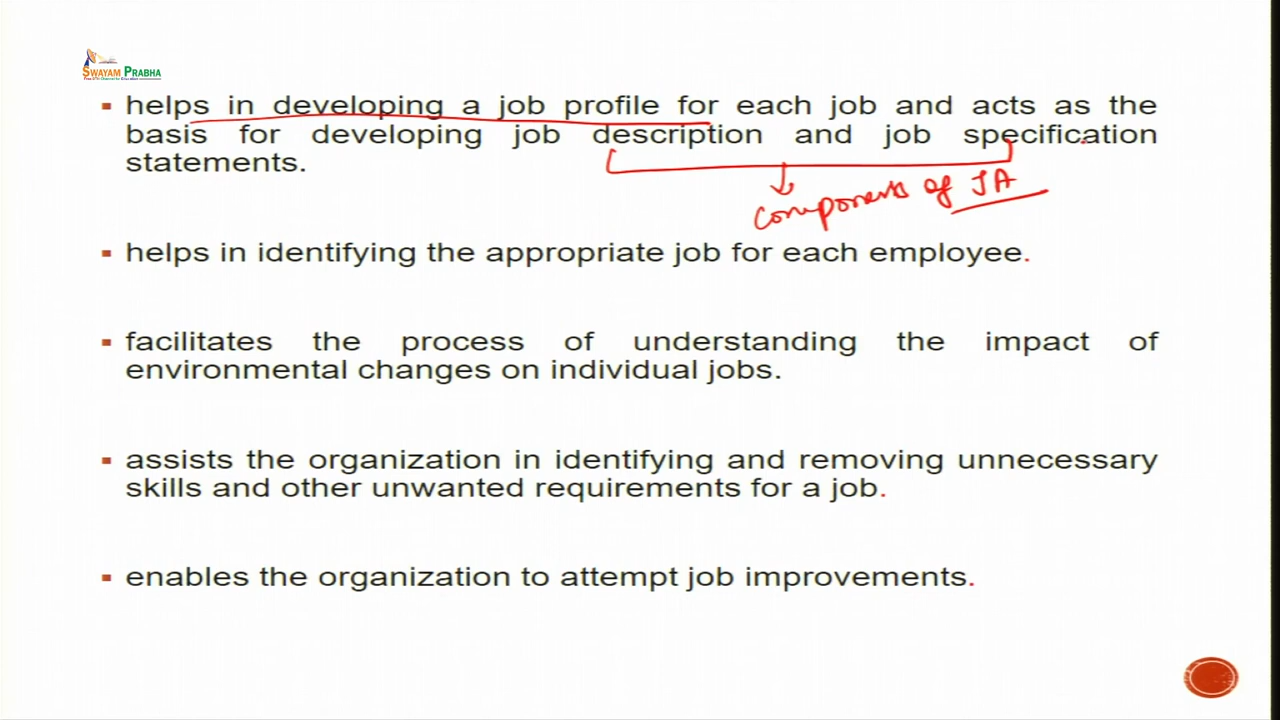 SWAYAM PRABHA
helps in developing a job profile for each job and acts as the
basis for developing job description and job specification
statements.
components of JA
helps in identifying the appropriate job for each employee.
facilitates the process of understanding the impact of
environmental changes on individual jobs.
assists the organization in identifying and removing unnecessary
skills and other unwanted requirements for a job.
enables the organization to attempt job improvements.